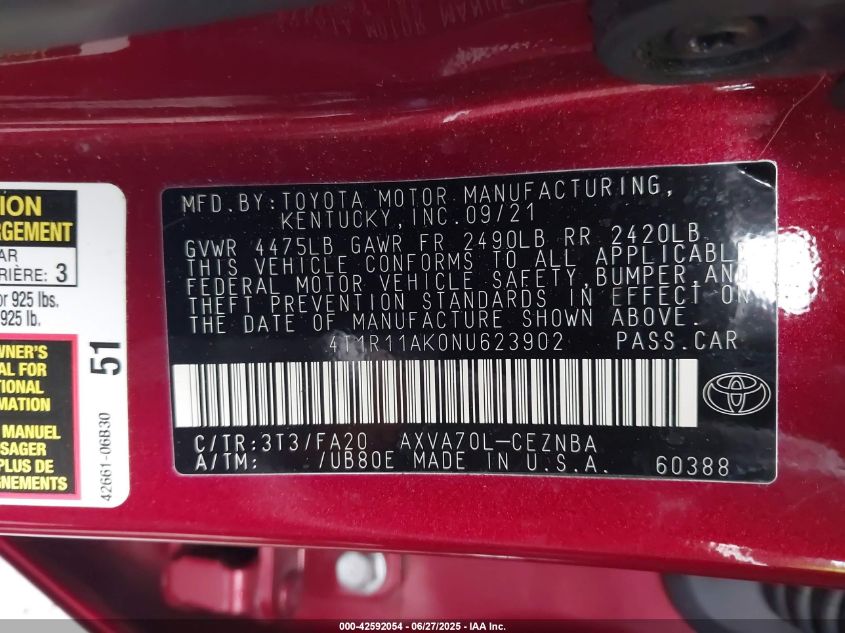 TION
RGEMENT
AR
RIÈRE: 3
or 925 lbs.
925 lb.
WNER'S
AL FOR
TIONAL
MATION
MANUEL
SAGER
PLUS DE
GNEMENTS
51
42661-06B30
MFD.BY:TOYOTA MOTOR MANUFACTURING,
KENTUCKY,INC.09/21
GVWR 4475LB GAWR FR 2490LB RR 2420LB
THIS VEHICLE CONFORMS TO ALL APPLICABLE
FEDERAL MOTOR VEHICLE SAFETY,BUMPER,AND
THEFT PREVENTION STANDARDS IN EFFECT ON
THE DATE OF MANUFACTURE SHOWN ABOVE.
4T1R11AK0NU623902 PASS.CAR
C/TR:3T3/FA20 AXVA70L-CEZNBA
A/TM: /UB80E MADE IN U.S.A. 60388
000-42592054 - 06/27/2025 - IAA Inc.